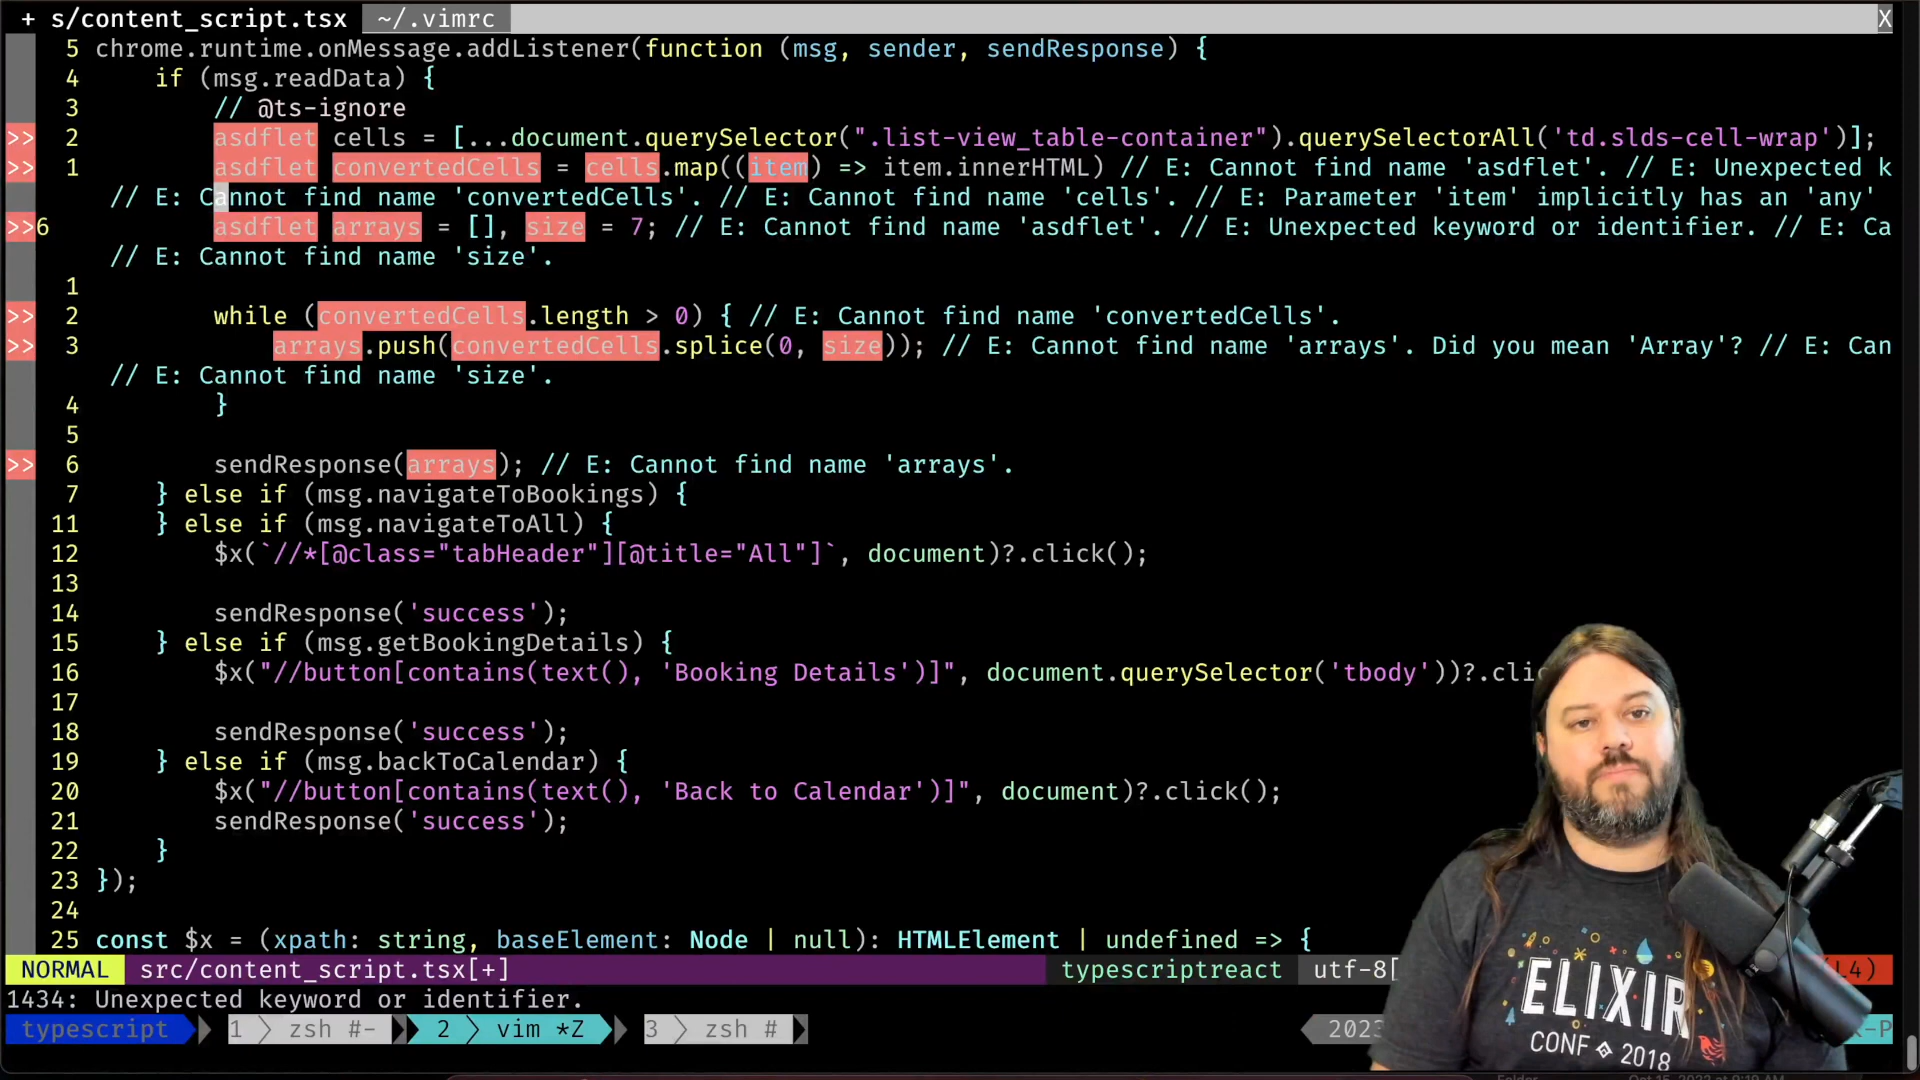 + s/content_script.tsx ~/.vimrc X
5 chrome.runtime.onMessage.addListener(function (msg, sender, sendResponse) {
4 if (msg.readData) {
3 // @ts-ignore
>> 2 asdflet cells = [...document.querySelector(".list-view_table-container").querySelectorAll('td.slds-cell-wrap')];
>> 1 asdflet convertedCells = cells.map((item) => item.innerHTML) // E: Cannot find name 'asdflet'. // E: Unexpected k
// E: Cannot find name 'convertedCells'. // E: Cannot find name 'cells'. // E: Parameter 'item' implicitly has an 'any'
>>6 asdflet arrays = [], size = 7; // E: Cannot find name 'asdflet'. // E: Unexpected keyword or identifier. // E: Ca
// E: Cannot find name 'size'.
1
>> 2 while (convertedCells.length > 0) { // E: Cannot find name 'convertedCells'.
>> 3 arrays.push(convertedCells.splice(0, size)); // E: Cannot find name 'arrays'. Did you mean 'Array'? // E: Can
// E: Cannot find name 'size'.
4 }
5
>> 6 sendResponse(arrays); // E: Cannot find name 'arrays'.
7 } else if (msg.navigateToBookings) {
11 } else if (msg.navigateToAll) {
12 $x(`//*[@class="tabHeader"][@title="All"]`, document)?.click();
13
14 sendResponse('success');
15 } else if (msg.getBookingDetails) {
16 $x("//button[contains(text(), 'Booking Details')]", document.querySelector('tbody'))?.clic
17
18 sendResponse('success');
19 } else if (msg.backToCalendar) {
20 $x("//button[contains(text(), 'Back to Calendar')]", document)?.click();
21 sendResponse('success');
22 }
23 });
24
25 const $x = (xpath: string, baseElement: Node | null): HTMLElement | undefined => {
NORMAL src/content_script.tsx[+] typescriptreact utf-8[ L4)
1434: Unexpected keyword or identifier.
typescript 1 zsh #- 2 vim *Z 3 zsh # 2023 -P
ELIXIR
CONF 2018